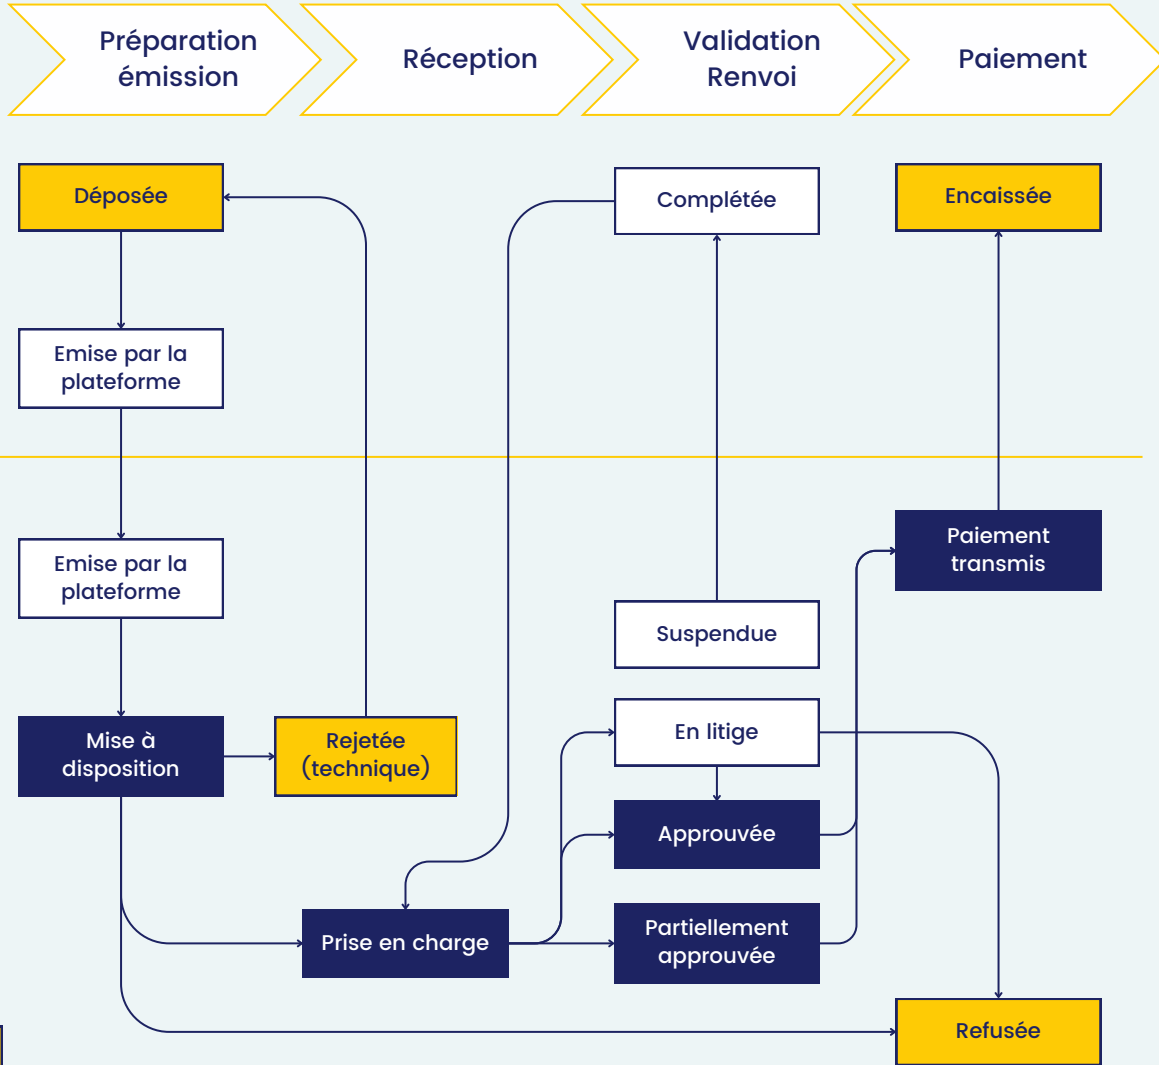 Préparation
émission
Réception
Validation
Renvoi
Paiement
Déposée
Complétée
Encaissée
Emise par la
plateforme
Paiement
transmis
Emise par la
plateforme
Suspendue
En litige
Mise à
disposition
Rejetée
(technique)
Approuvée
Prise en charge
Partiellement
approuvée
Refusée